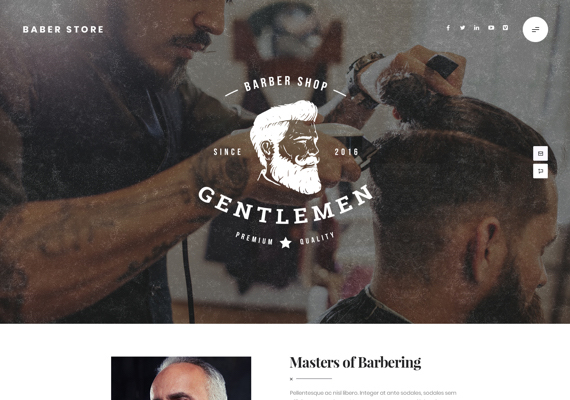 BABER STORE
BARBER SHOP
SINCE 2016
GENTLEMEN
PREMIUM QUALITY
Masters of Barbering
Pellentesque ac nisl libero. Integer at ante sodales, sodales sem